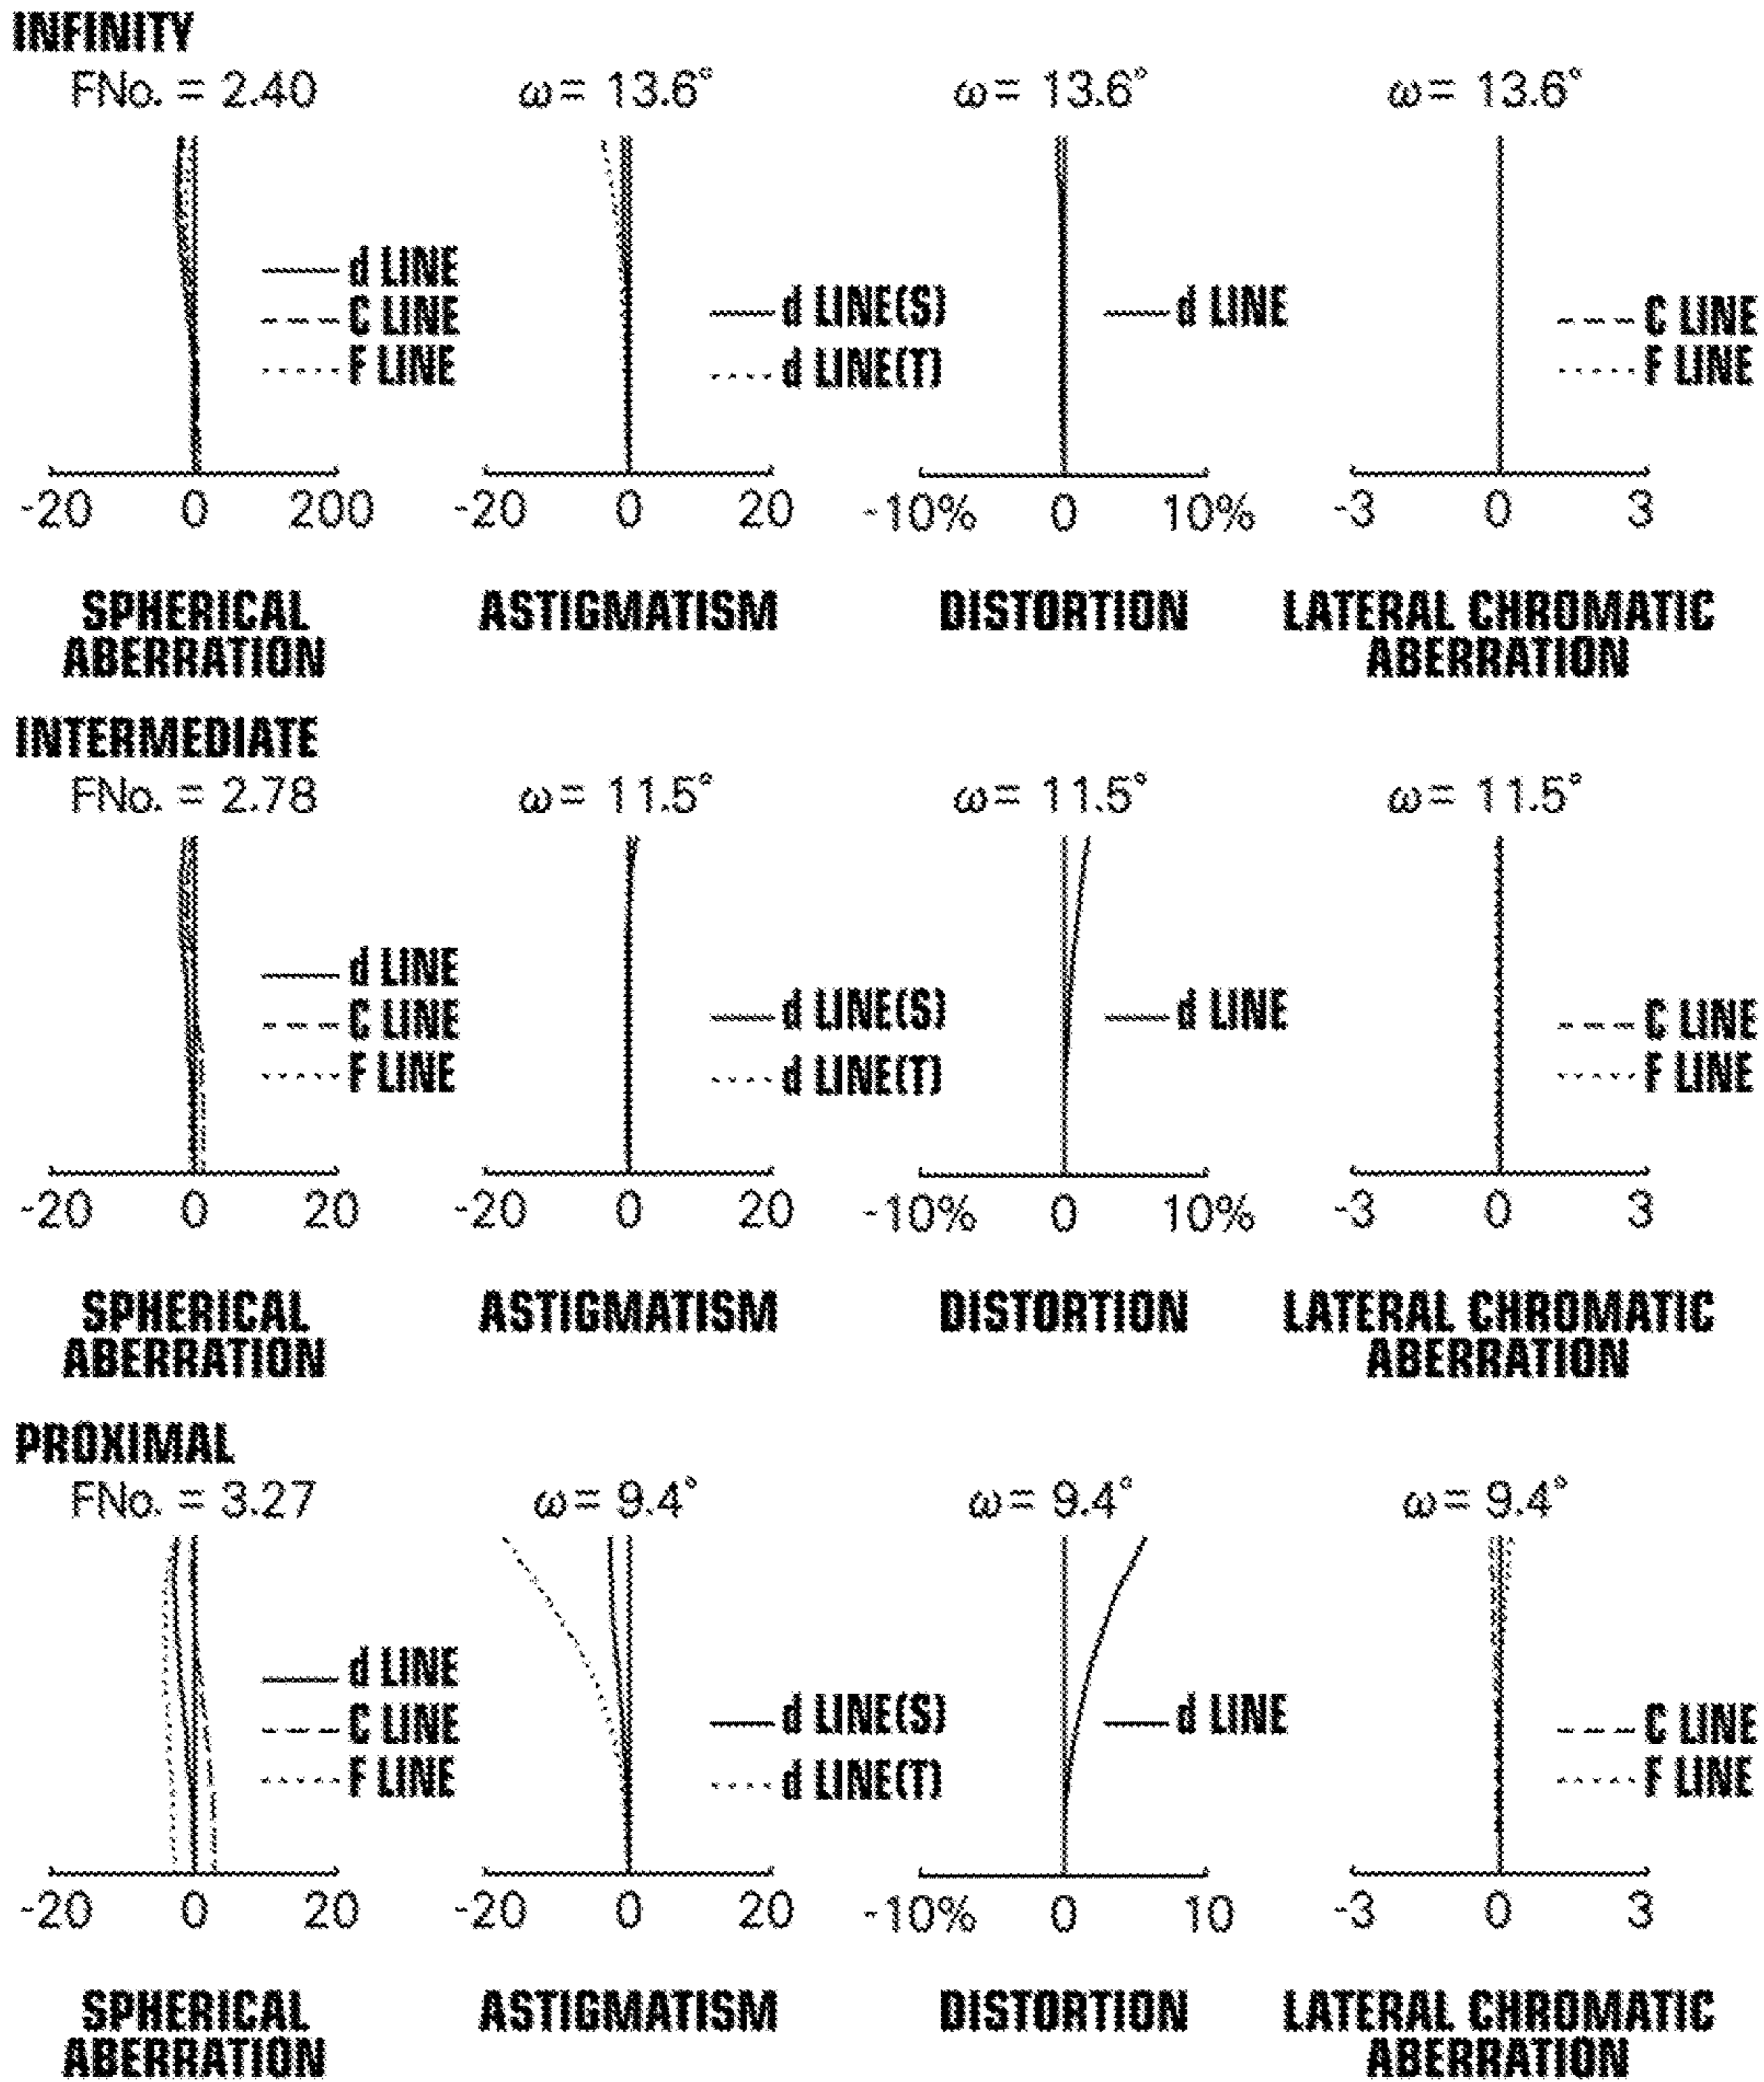 INFINITY
FNo. = 2.40 ω = 13.6° ω = 13.6° ω = 13.6°
d LINE
C LINE
F LINE
d LINE(S)
d LINE(T)
d LINE
C LINE
F LINE
-20 0 200 -20 0 20 -10% 0 10% -3 0 3
SPHERICAL
ABERRATION
ASTIGMATISM
DISTORTION
LATERAL CHROMATIC
ABERRATION
INTERMEDIATE
FNo. = 2.78 ω = 11.5° ω = 11.5° ω = 11.5°
d LINE
C LINE
F LINE
d LINE(S)
d LINE(T)
d LINE
C LINE
F LINE
-20 0 20 -20 0 20 -10% 0 10% -3 0 3
SPHERICAL
ABERRATION
ASTIGMATISM
DISTORTION
LATERAL CHROMATIC
ABERRATION
PROXIMAL
FNo. = 3.27 ω = 9.4° ω = 9.4° ω = 9.4°
d LINE
C LINE
F LINE
d LINE(S)
d LINE(T)
d LINE
C LINE
F LINE
-20 0 20 -20 0 20 -10% 0 10 -3 0 3
SPHERICAL
ABERRATION
ASTIGMATISM
DISTORTION
LATERAL CHROMATIC
ABERRATION